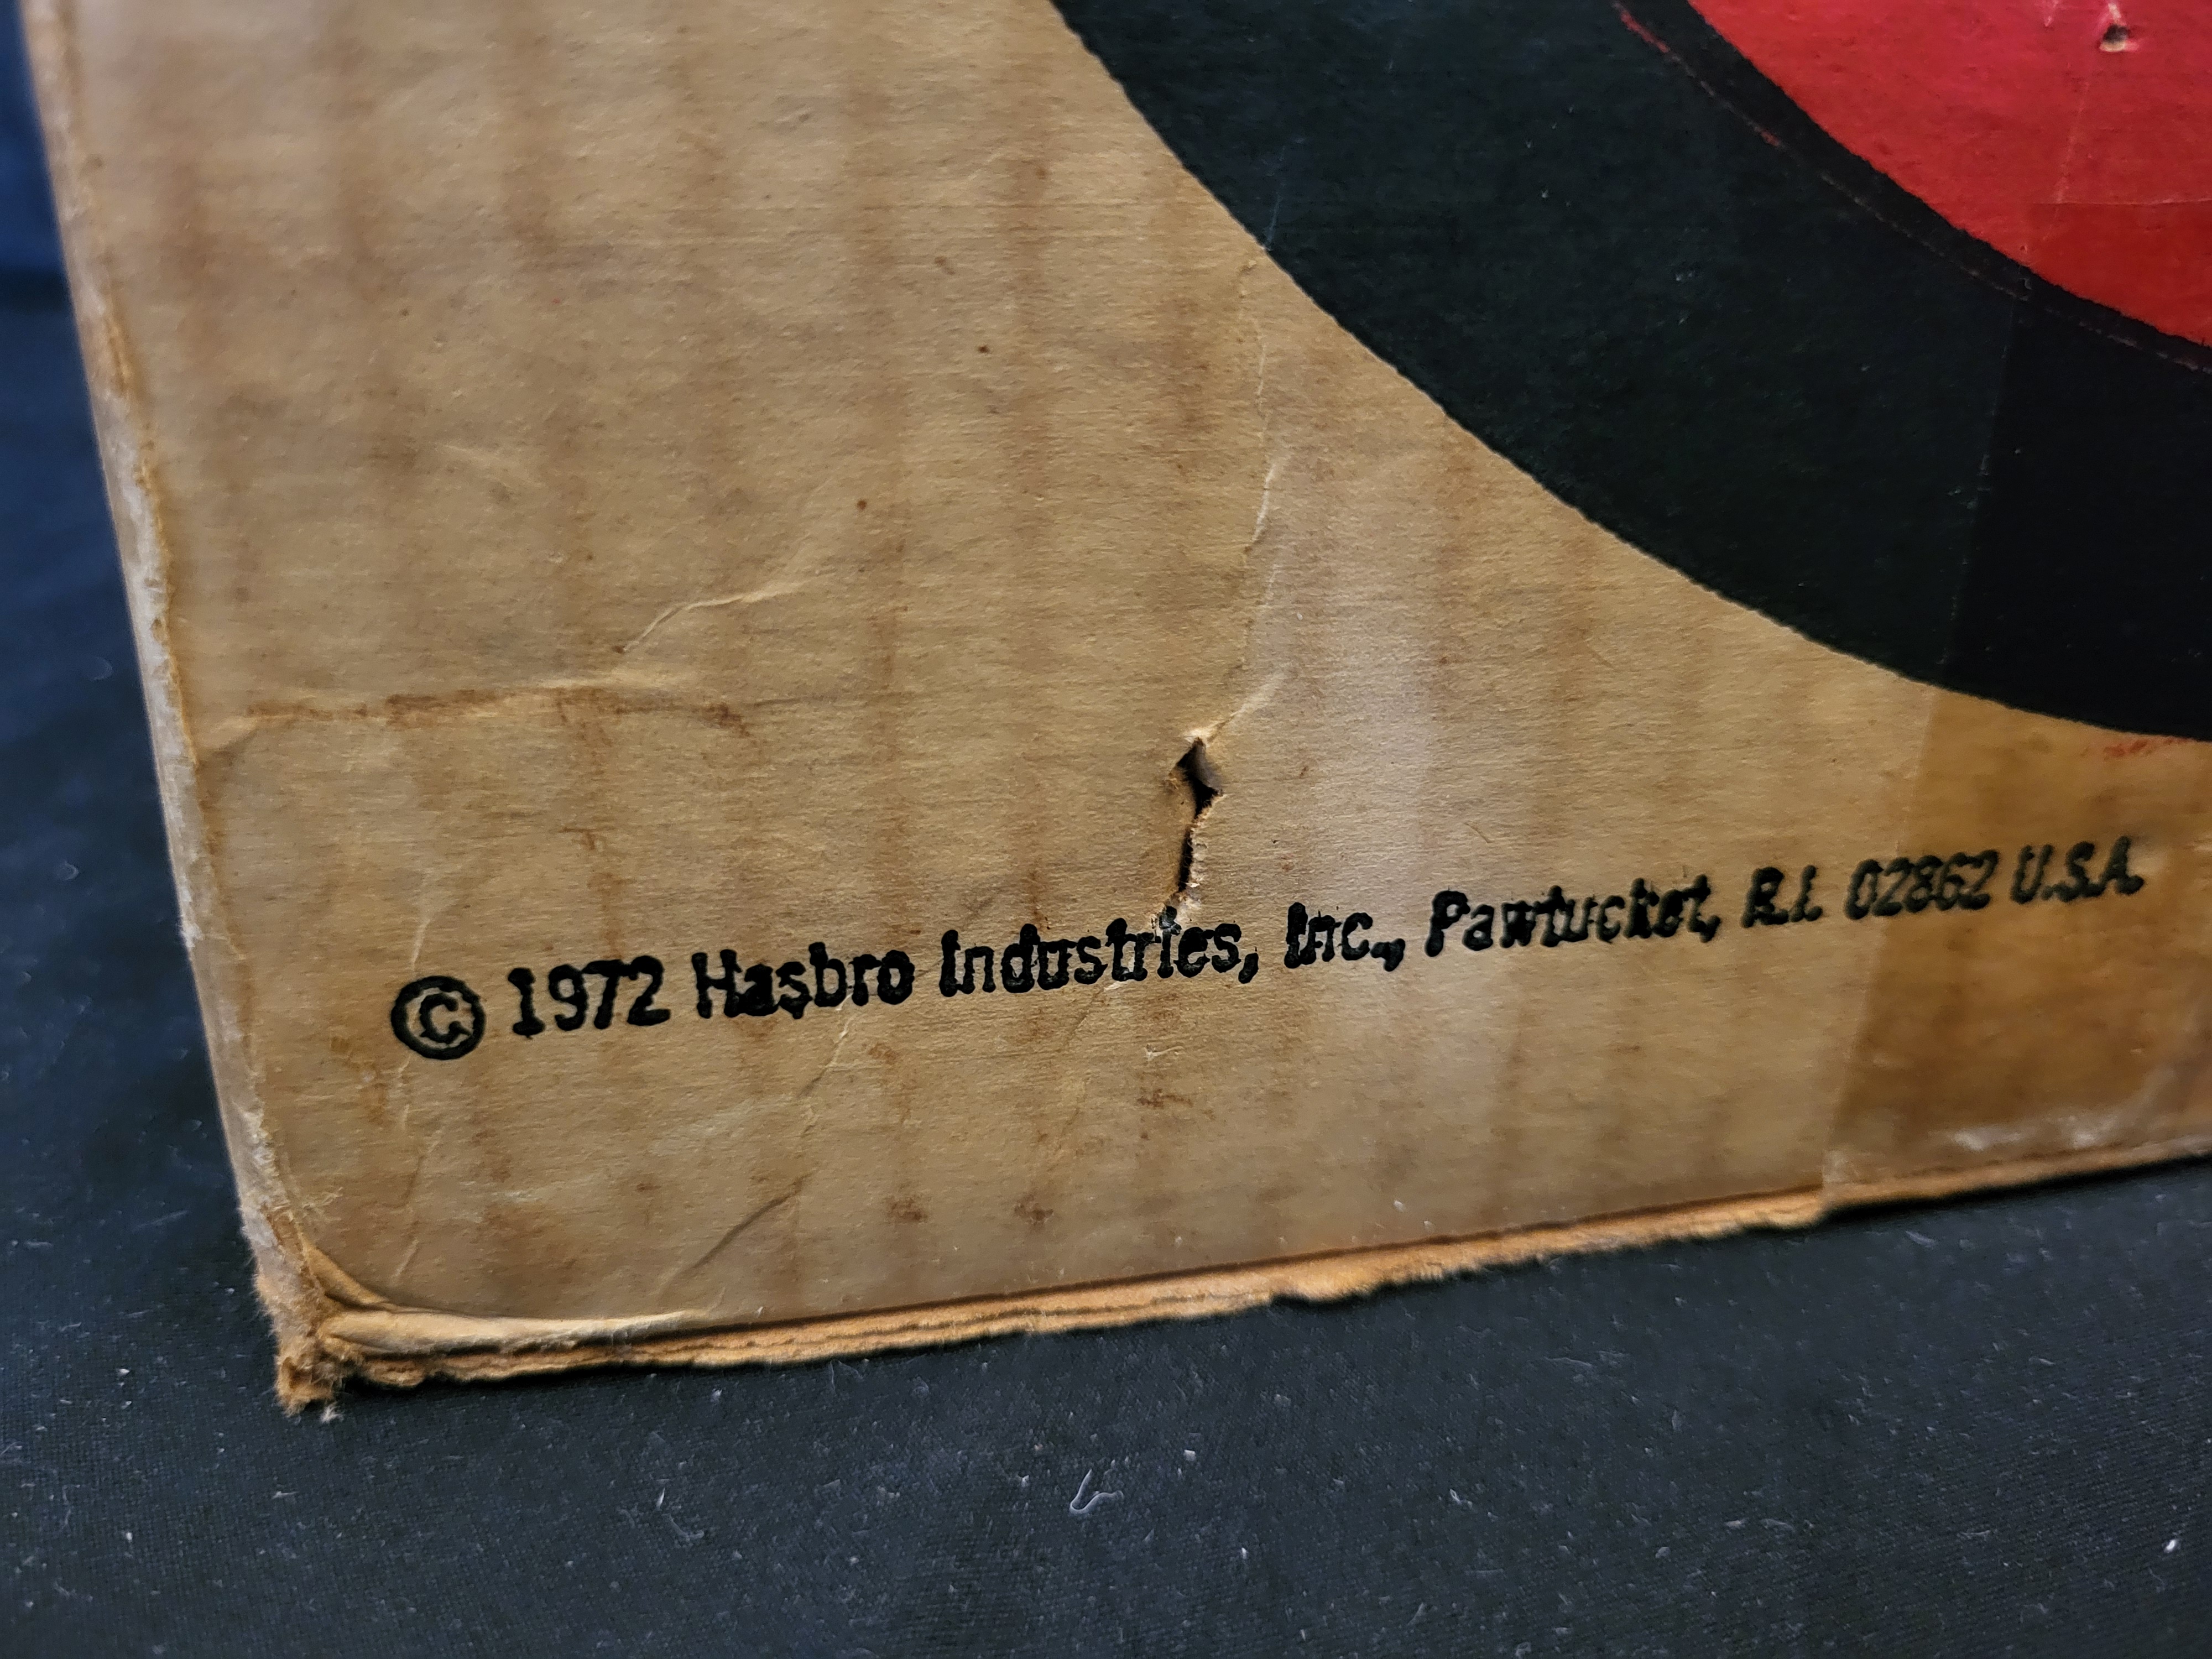 © 1972 Hasbro Industries, Inc., Pawtucket, R.I. 02862 U.S.A.